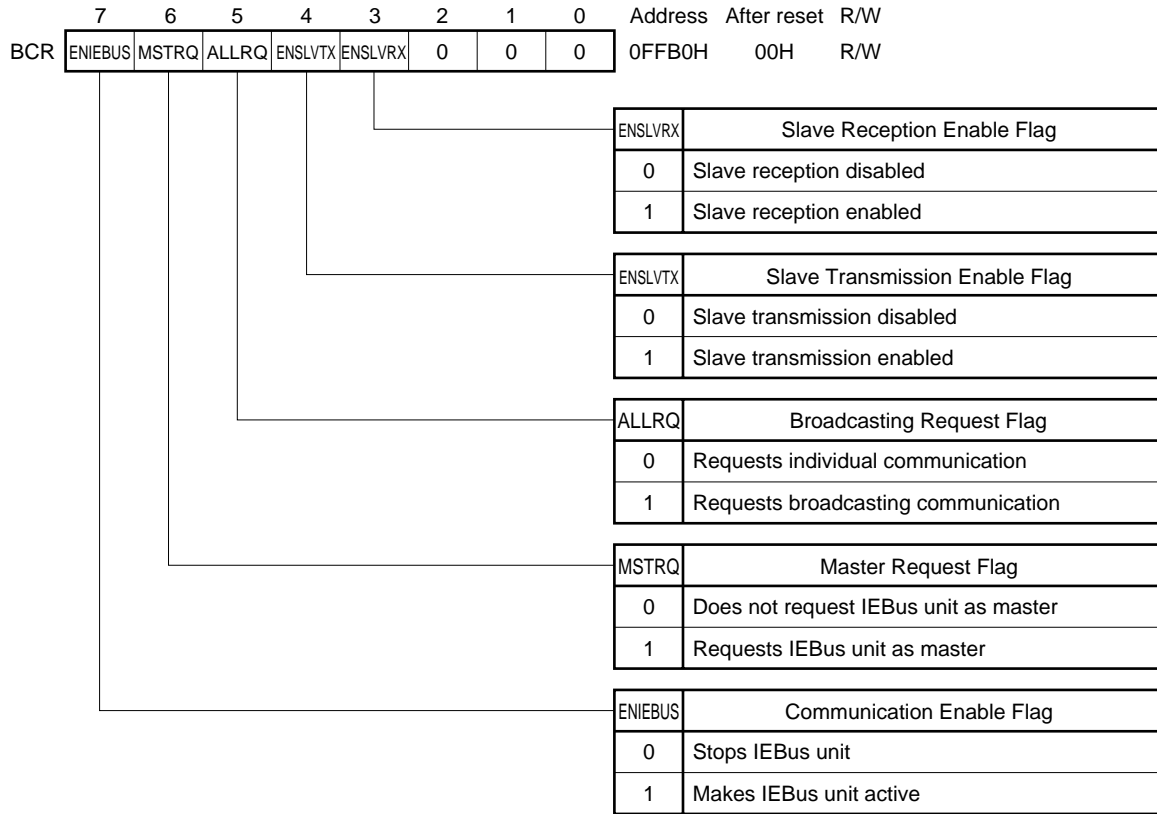 7 6 5 4 3 2 1 0 Address After reset R/W
BCR ENIEBUS MSTRQ ALLRQ ENSLVTX ENSLVRX 0 0 0 0FFB0H 00H R/W
ENSLVRX Slave Reception Enable Flag
0 Slave reception disabled
1 Slave reception enabled
ENSLVTX Slave Transmission Enable Flag
0 Slave transmission disabled
1 Slave transmission enabled
ALLRQ Broadcasting Request Flag
0 Requests individual communication
1 Requests broadcasting communication
MSTRQ Master Request Flag
0 Does not request IEBus unit as master
1 Requests IEBus unit as master
ENIEBUS Communication Enable Flag
0 Stops IEBus unit
1 Makes IEBus unit active